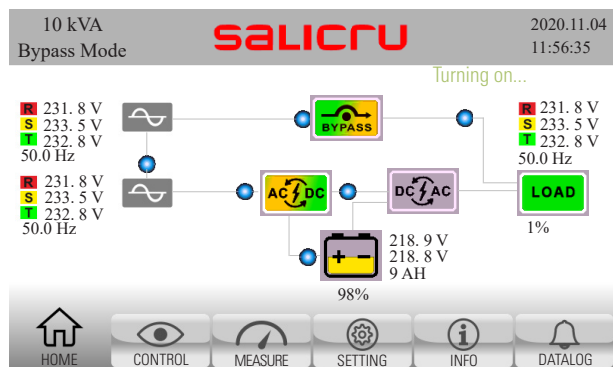 10 kVA
Bypass Mode
SALICRU
2020.11.04
11:56:35
Turning on...
R 231. 8 V
S 233. 5 V
T 232. 8 V
50.0 Hz
BYPASS
R 231. 8 V
S 233. 5 V
T 232. 8 V
50.0 Hz
R 231. 8 V
S 233. 5 V
T 232. 8 V
50.0 Hz
AC DC
DC AC
LOAD
1%
+ −
218. 9 V
218. 8 V
9 AH
98%
HOME
CONTROL
MEASURE
SETTING
INFO
DATALOG